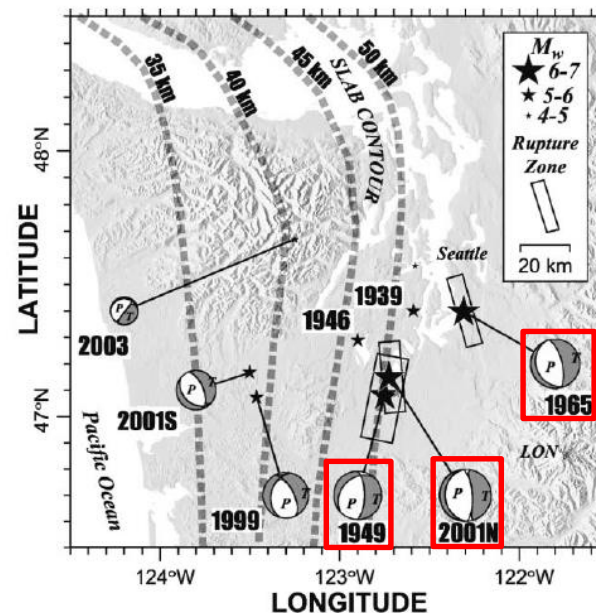 35 km
40 km
45 km
50 km
SLAB CONTOUR
Mw
6-7
5-6
4-5
Rupture
Zone
20 km
48°N
47°N
LATITUDE
Seattle
1939
1946
2003
P
T
1965
P
T
2001S
P
T
Pacific Ocean
LON
1999
P
T
1949
P
T
2001N
P
T
124°W
123°W
122°W
LONGITUDE